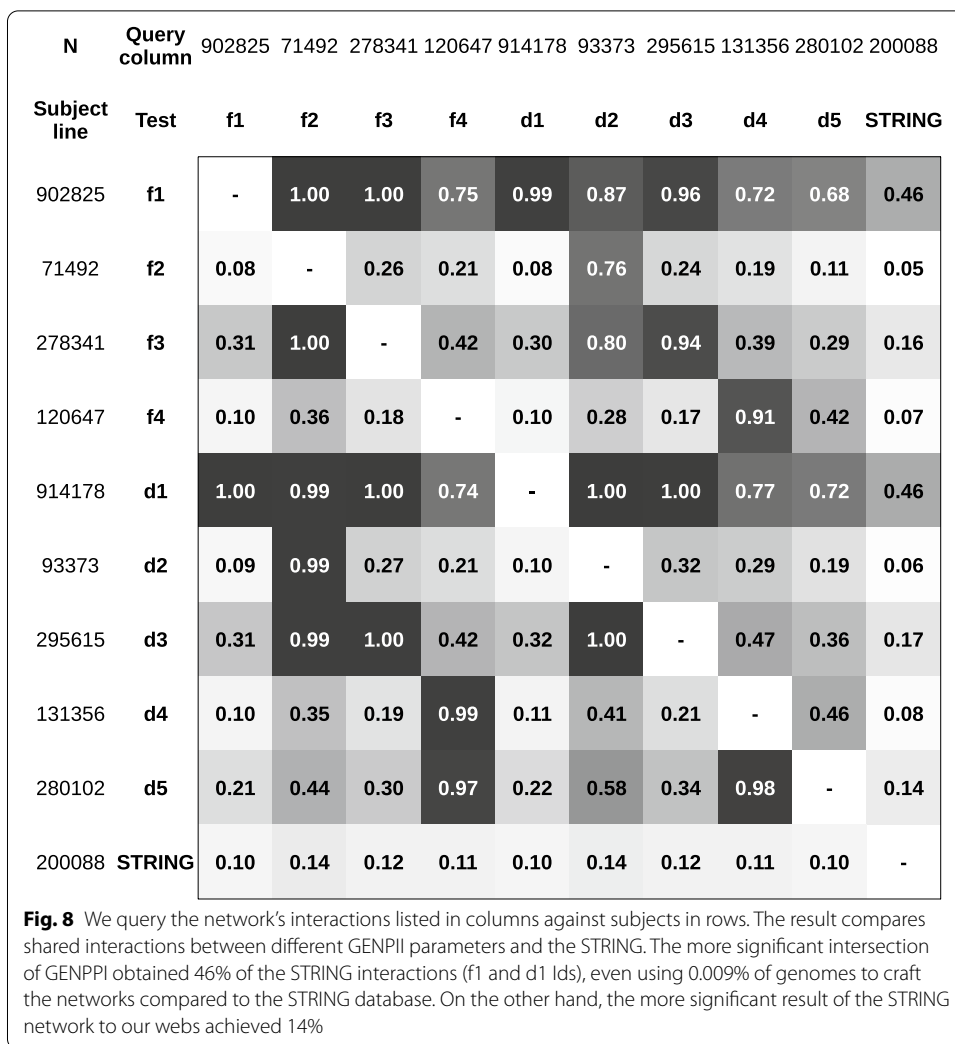 N Query column 902825 71492 278341 120647 914178 93373 295615 131356 280102 200088
Subject line Test f1 f2 f3 f4 d1 d2 d3 d4 d5 STRING
902825 f1 - 1.00 1.00 0.75 0.99 0.87 0.96 0.72 0.68 0.46
71492 f2 0.08 - 0.26 0.21 0.08 0.76 0.24 0.19 0.11 0.05
278341 f3 0.31 1.00 - 0.42 0.30 0.80 0.94 0.39 0.29 0.16
120647 f4 0.10 0.36 0.18 - 0.10 0.28 0.17 0.91 0.42 0.07
914178 d1 1.00 0.99 1.00 0.74 - 1.00 1.00 0.77 0.72 0.46
93373 d2 0.09 0.99 0.27 0.21 0.10 - 0.32 0.29 0.19 0.06
295615 d3 0.31 0.99 1.00 0.42 0.32 1.00 - 0.47 0.36 0.17
131356 d4 0.10 0.35 0.19 0.99 0.11 0.41 0.21 - 0.46 0.08
280102 d5 0.21 0.44 0.30 0.97 0.22 0.58 0.34 0.98 - 0.14
200088 STRING 0.10 0.14 0.12 0.11 0.10 0.14 0.12 0.11 0.10 -
Fig. 8 We query the network's interactions listed in columns against subjects in rows. The result compares
shared interactions between different GENPII parameters and the STRING. The more significant intersection
of GENPPI obtained 46% of the STRING interactions (f1 and d1 Ids), even using 0.009% of genomes to craft
the networks compared to the STRING database. On the other hand, the more significant result of the STRING
network to our webs achieved 14%